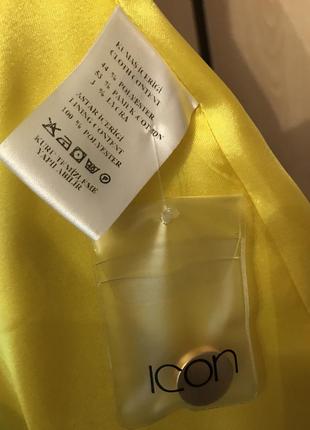 KUMAŞ İÇERİĞİ
CLOTH CONTENT
44 % POLYESTER
53 % PAMUK-COTTON
3 % LYCRA
ASTAR İÇERİĞİ
LINING CONTENT
100 % POLYESTER
P
KURU TEMİZLEME
YAPILABİLİR
icon